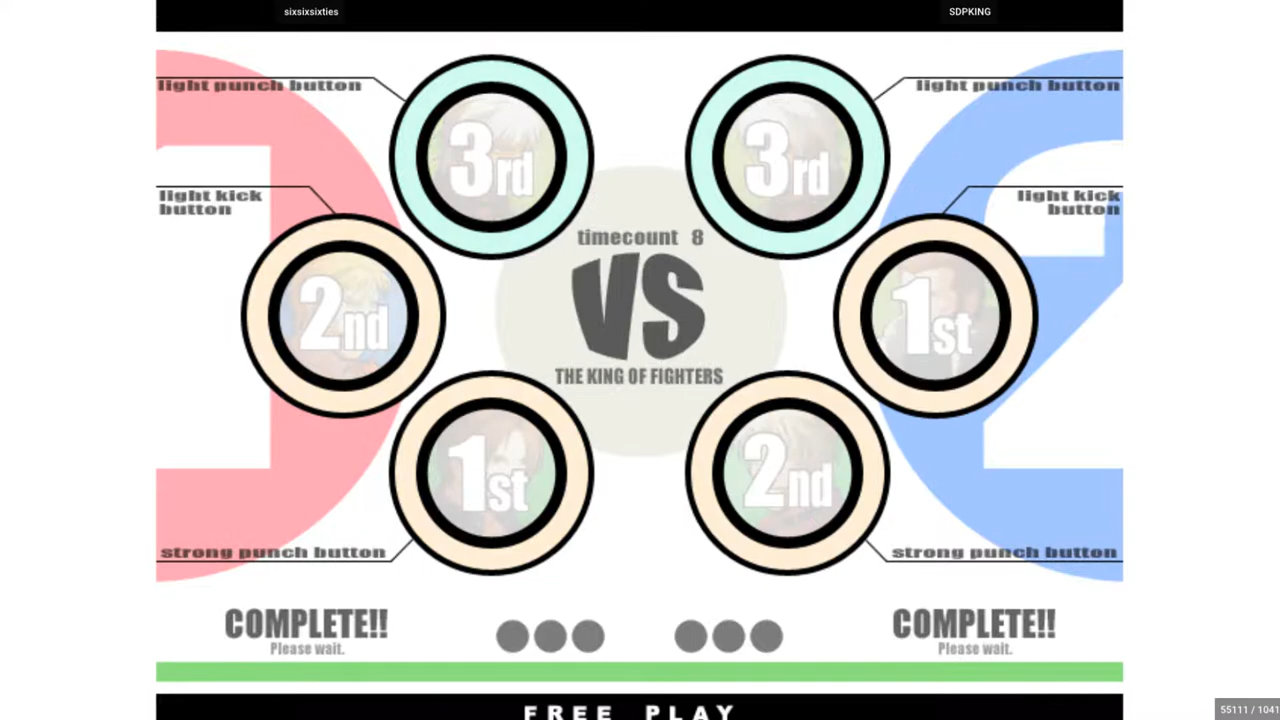 sixsixsixties
SDPKING
light punch button
light punch button
3rd
3rd
light kick
button
light kick
button
timecount 8
VS
THE KING OF FIGHTERS
2nd
1st
1st
2nd
strong punch button
strong punch button
COMPLETE!!
Please wait.
COMPLETE!!
Please wait.
FREE PLAY
55111 / 1041